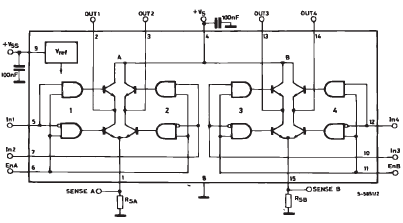 OUT1
OUT2
+VS
100nF
OUT3
OUT4
+VSS
9
Vref
2
3
4
13
14
100nF
A
B
1
2
3
4
In1
5
12
In4
In2
7
10
In3
EnA
6
11
EnB
1
8
15
SENSE A
SENSE B
RSA
RSB